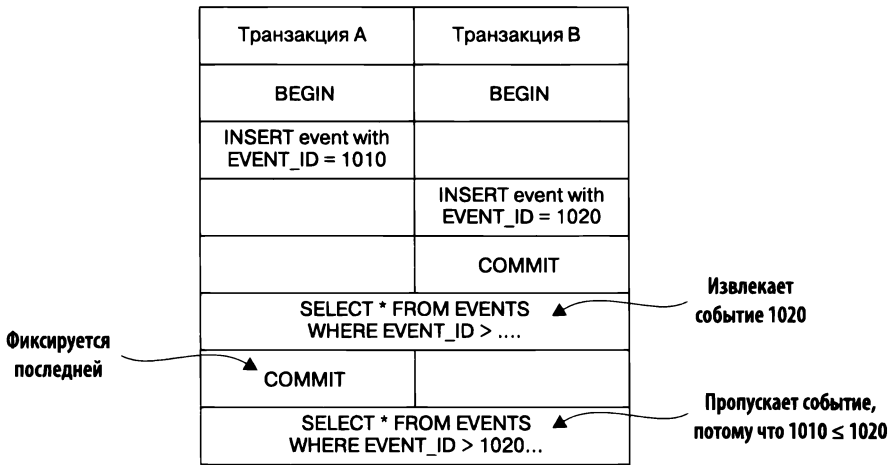 Транзакция A
Транзакция B
BEGIN
BEGIN
INSERT event with
EVENT_ID = 1010
INSERT event with
EVENT_ID = 1020
COMMIT
SELECT * FROM EVENTS
WHERE EVENT_ID > ....
Извлекает
событие 1020
Фиксируется
последней
COMMIT
SELECT * FROM EVENTS
WHERE EVENT_ID > 1020...
Пропускает событие,
потому что 1010 ≤ 1020